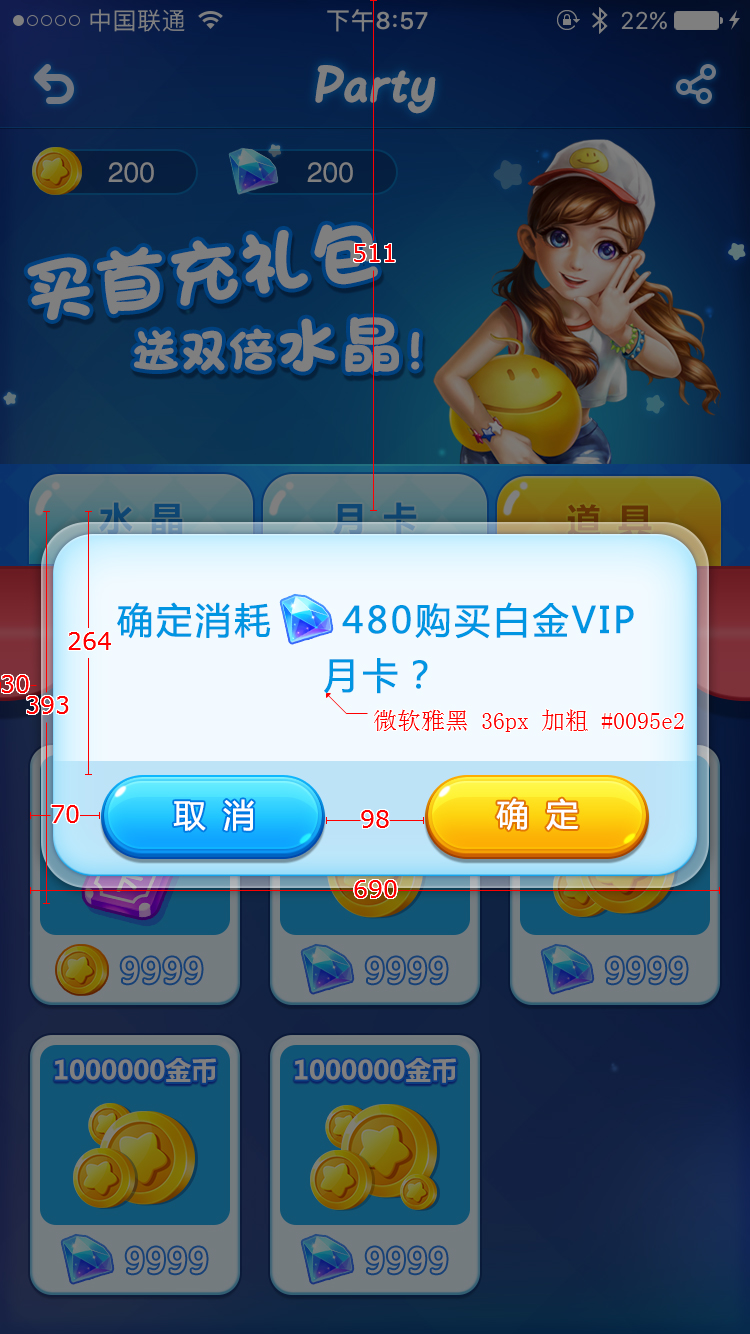 中国联通 下午8:57 22%
Party
200 200
买首充礼包
511
送双倍水晶!
水晶 月卡 道具
确定消耗 480购买白金VIP
264
月卡？
30
393
微软雅黑 36px 加粗 #0095e2
取消 确定
70 98
690
9999 9999 9999
1000000金币 1000000金币
9999 9999